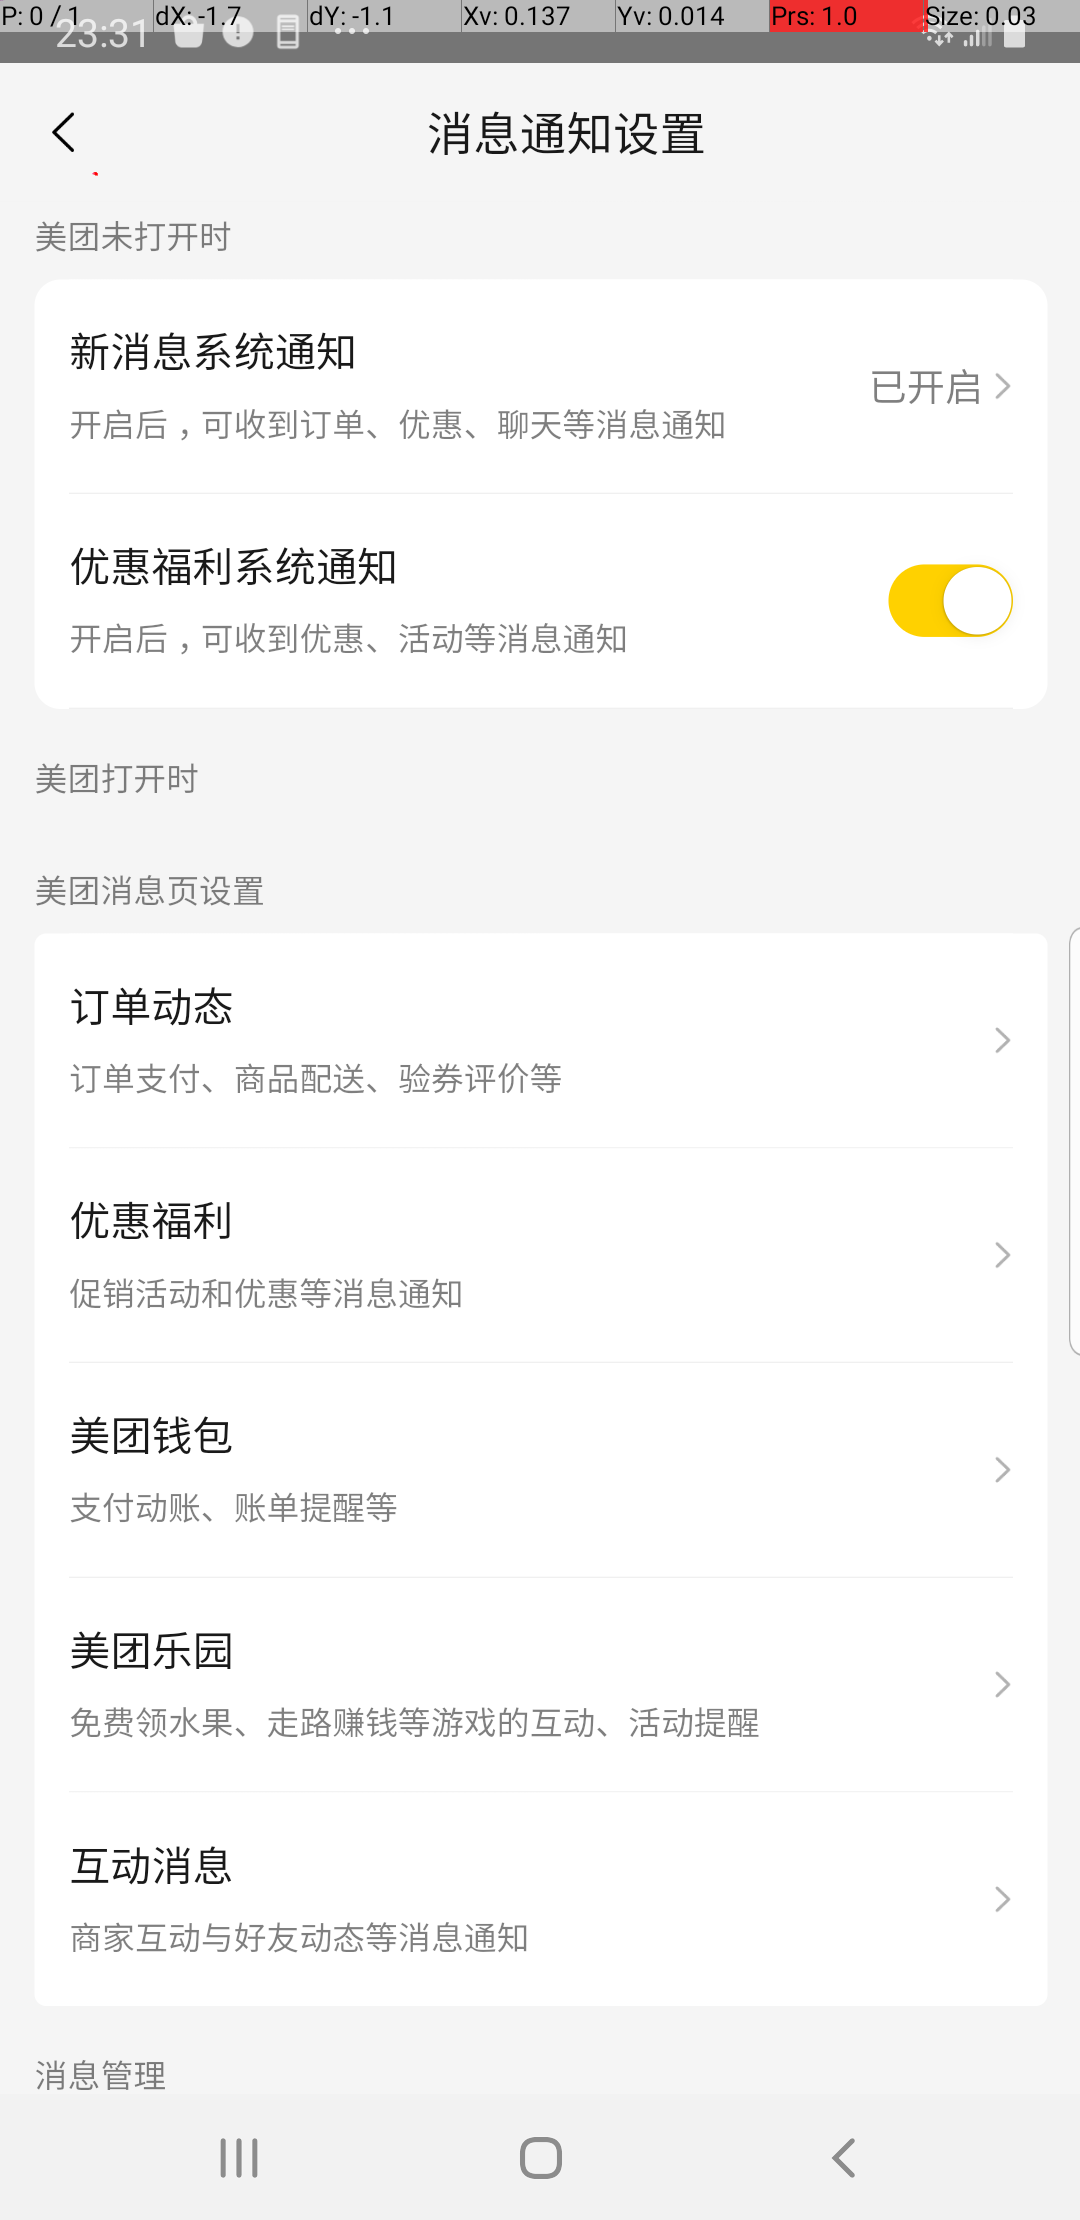 P: 0 / 1 dX: -1.7 dY: -1.1 Xv: 0.137 Yv: 0.014 Prs: 1.0 Size: 0.03
23:31
消息通知设置
美团未打开时
新消息系统通知
已开启
开启后，可收到订单、优惠、聊天等消息通知
优惠福利系统通知
开启后，可收到优惠、活动等消息通知
美团打开时
美团消息页设置
订单动态
订单支付、商品配送、验券评价等
优惠福利
促销活动和优惠等消息通知
美团钱包
支付动账、账单提醒等
美团乐园
免费领水果、走路赚钱等游戏的互动、活动提醒
互动消息
商家互动与好友动态等消息通知
消息管理